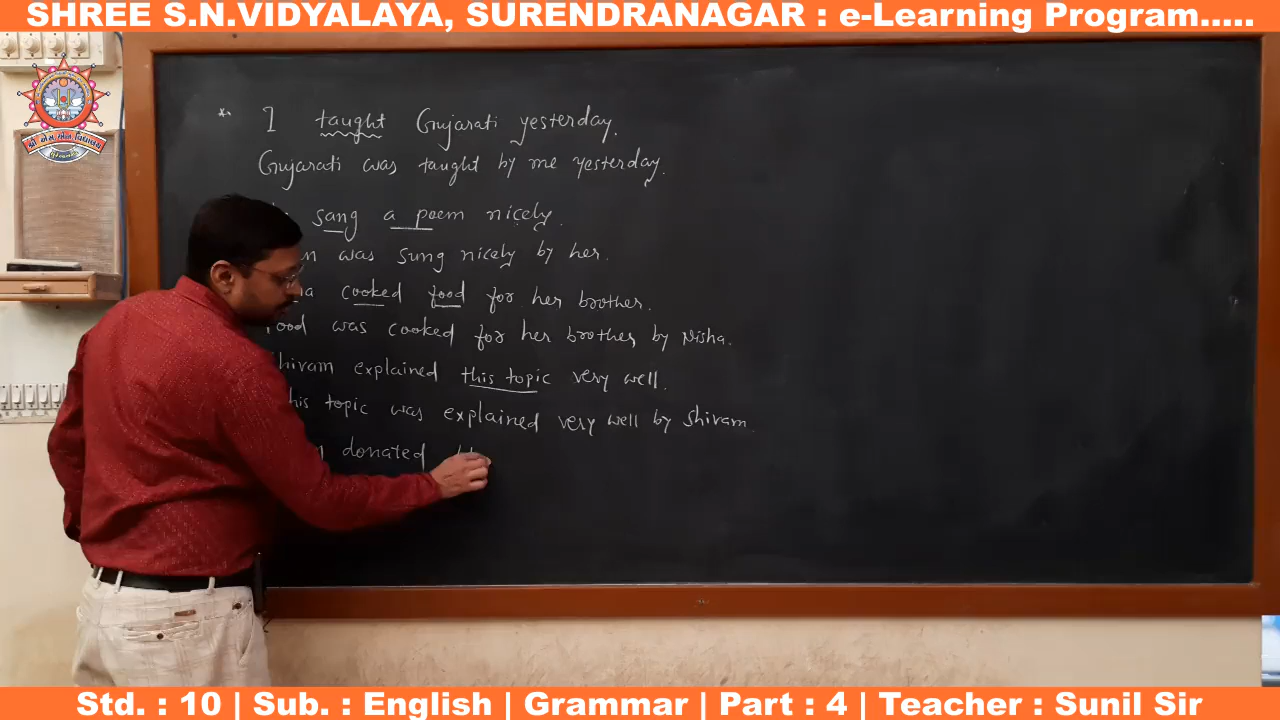 SHREE S.N.VIDYALAYA, SURENDRANAGAR : e-Learning Program.....
I taught Gujarati yesterday.
Gujarati was taught by me yesterday.
sang a poem nicely.
was sung nicely by her.
cooked food for her brother.
Food was cooked for her brother by Nisha.
Shivam explained this topic very well.
This topic was explained very well by Shivam.
donated
Std. : 10 | Sub. : English | Grammar | Part : 4 | Teacher : Sunil Sir